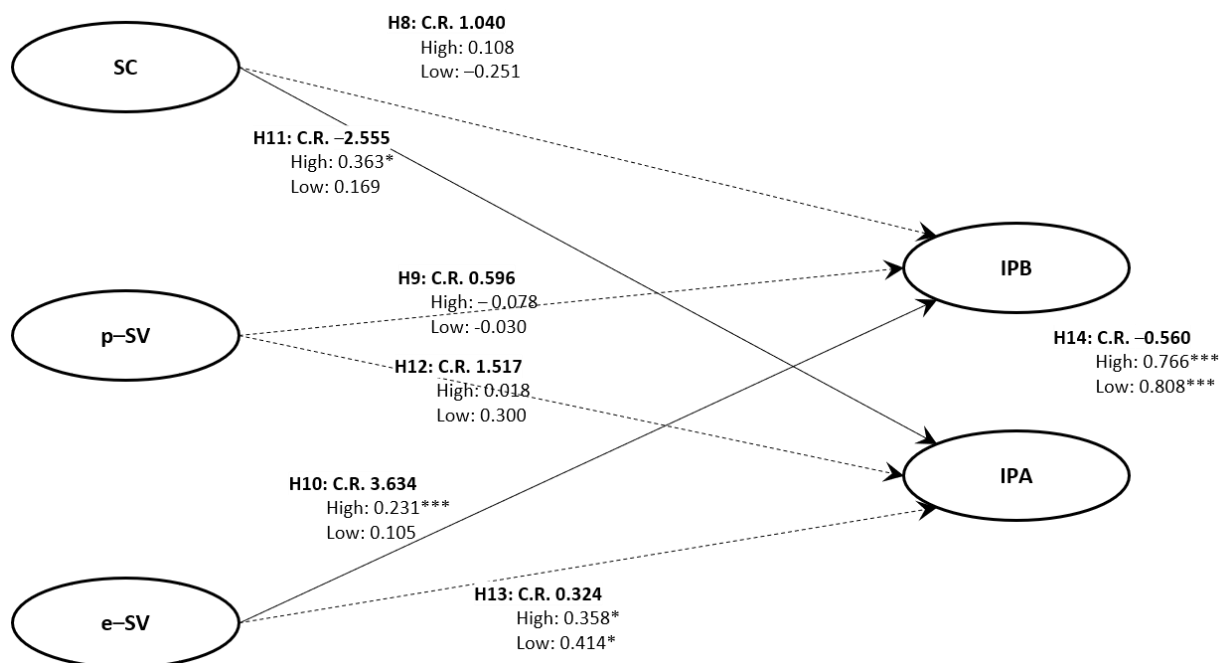 H8: C.R. 1.040
High: 0.108
Low: –0.251
SC
H11: C.R. –2.555
High: 0.363*
Low: 0.169
IPB
H9: C.R. 0.596
High: –0.078
Low: -0.030
p–SV
H14: C.R. –0.560
High: 0.766***
Low: 0.808***
H12: C.R. 1.517
High: 0.018
Low: 0.300
IPA
H10: C.R. 3.634
High: 0.231***
Low: 0.105
H13: C.R. 0.324
High: 0.358*
Low: 0.414*
e–SV